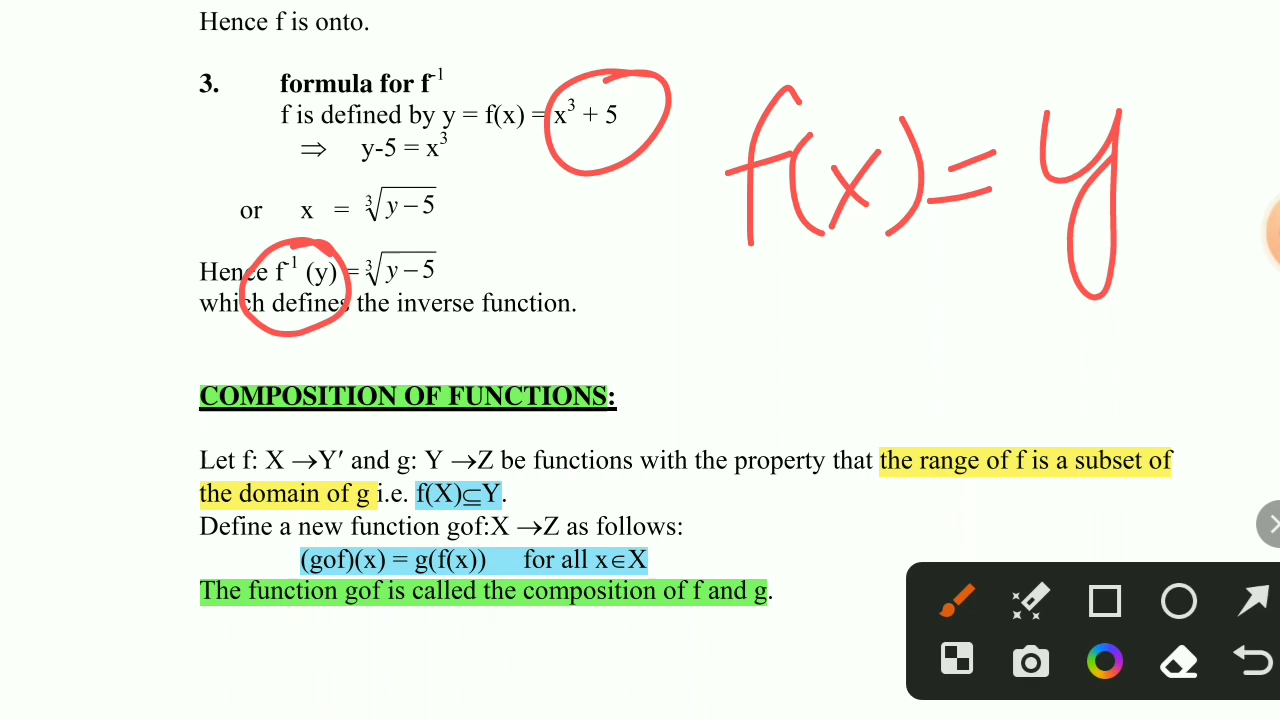 Hence f is onto.
3. formula for f⁻¹
f is defined by y = f(x) = x³ + 5
⇒ y-5 = x³
or x = ∛(y − 5)
Hence f⁻¹ (y) = ∛(y − 5)
which defines the inverse function.
f(x) = y
COMPOSITION OF FUNCTIONS:
Let f: X →Y′ and g: Y →Z be functions with the property that the range of f is a subset of
the domain of g i.e. f(X)⊆Y.
Define a new function gof:X →Z as follows:
(gof)(x) = g(f(x)) for all x∈X
The function gof is called the composition of f and g.